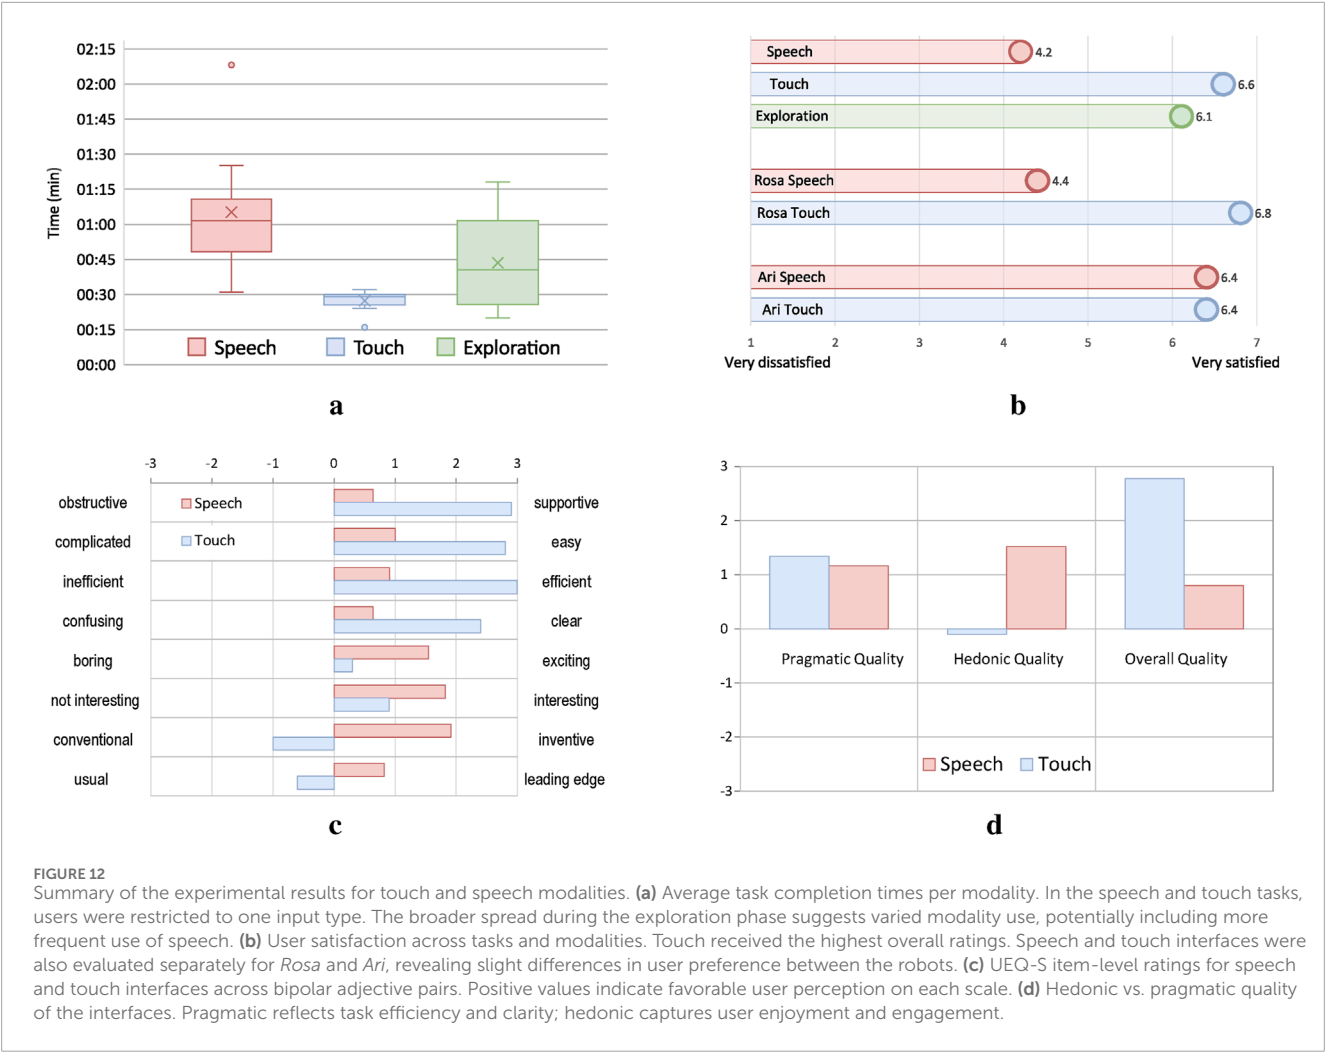 02:15
02:00
01:45
01:30
01:15
01:00
00:45
00:30
00:15
00:00
Time (min)
Speech Touch Exploration
a
Speech 4.2
Touch 6.6
Exploration 6.1
Rosa Speech 4.4
Rosa Touch 6.8
Ari Speech 6.4
Ari Touch 6.4
1 2 3 4 5 6 7
Very dissatisfied Very satisfied
b
-3 -2 -1 0 1 2 3
obstructive Speech supportive
complicated Touch easy
inefficient efficient
confusing clear
boring exciting
not interesting interesting
conventional inventive
usual leading edge
c
3
2
1
0
Pragmatic Quality Hedonic Quality Overall Quality
-1
-2
Speech Touch
-3
d
FIGURE 12
Summary of the experimental results for touch and speech modalities. (a) Average task completion times per modality. In the speech and touch tasks,
users were restricted to one input type. The broader spread during the exploration phase suggests varied modality use, potentially including more
frequent use of speech. (b) User satisfaction across tasks and modalities. Touch received the highest overall ratings. Speech and touch interfaces were
also evaluated separately for Rosa and Ari, revealing slight differences in user preference between the robots. (c) UEQ-S item-level ratings for speech
and touch interfaces across bipolar adjective pairs. Positive values indicate favorable user perception on each scale. (d) Hedonic vs. pragmatic quality
of the interfaces. Pragmatic reflects task efficiency and clarity; hedonic captures user enjoyment and engagement.